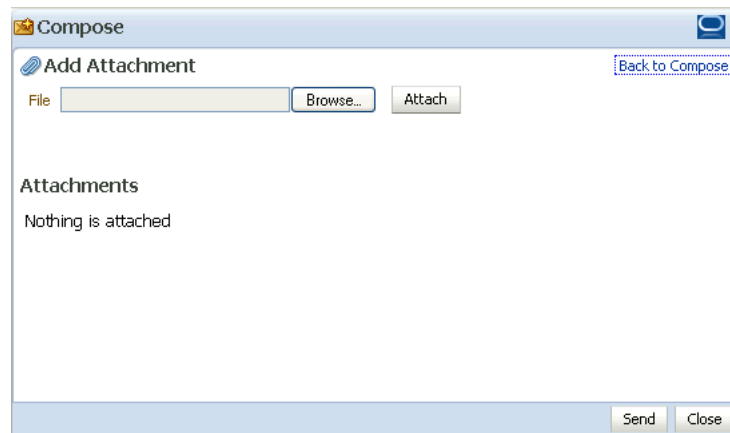 Compose
Add Attachment
Back to Compose
File
Browse...
Attach
Attachments
Nothing is attached
Send
Close